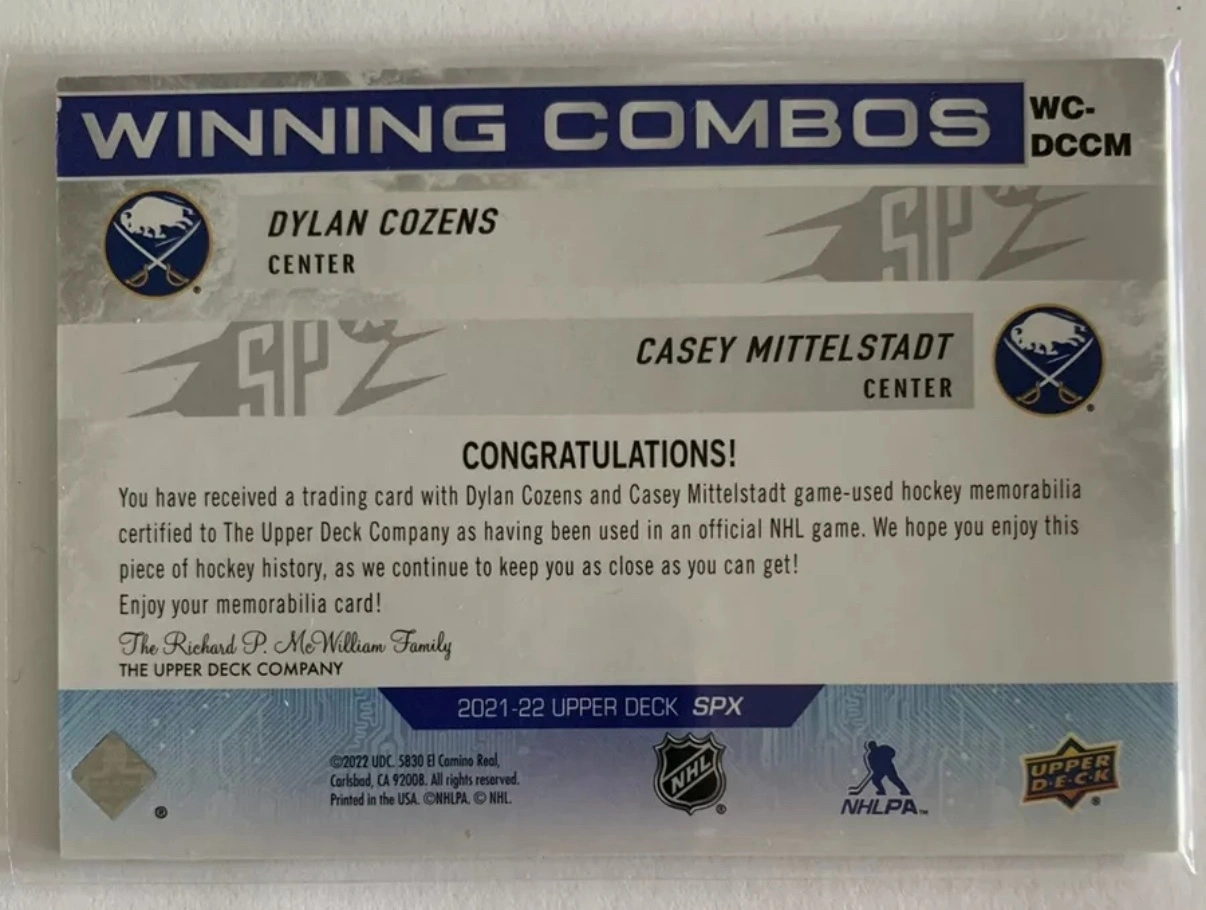 WINNING COMBOS
WC-
DCCM
DYLAN COZENS
CENTER
SPX
CASEY MITTELSTADT
CENTER
SPX
CONGRATULATIONS!
You have received a trading card with Dylan Cozens and Casey Mittelstadt game-used hockey memorabilia
certified to The Upper Deck Company as having been used in an official NHL game. We hope you enjoy this
piece of hockey history, as we continue to keep you as close as you can get!
Enjoy your memorabilia card!
The Richard P. McWilliam Family
THE UPPER DECK COMPANY
2021-22 UPPER DECK SPX
©2022 UDC. 5830 El Camino Real,
Carlsbad, CA 92008. All rights reserved.
Printed in the USA. ©NHLPA. © NHL.
NHL
®
NHLPA™
UPPER
D·E·C·K
®